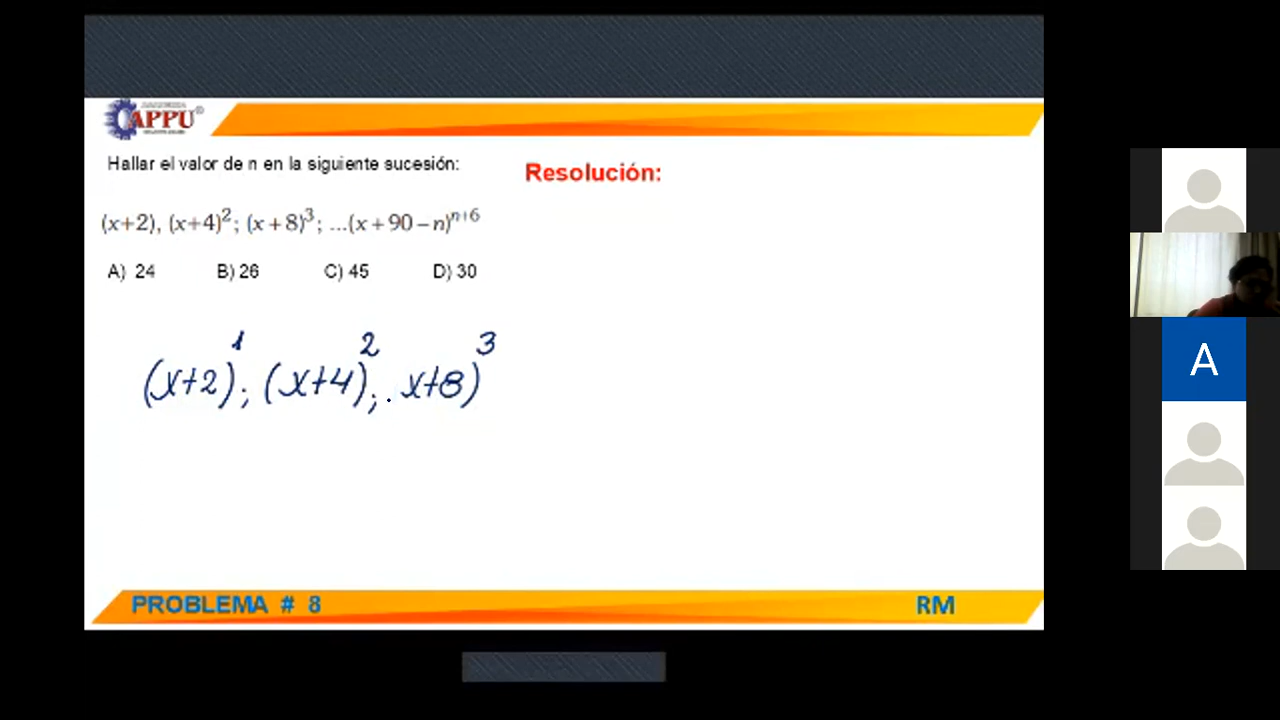 APPU
Hallar el valor de n en la siguiente sucesión:
Resolución:
(x+2), (x+4)²; (x+8)³; ...(x+90−n)ⁿ⁺⁶
A) 24 B) 26 C) 45 D) 30
(x+2)¹; (x+4)²; x+8)³
A
PROBLEMA # 8
RM